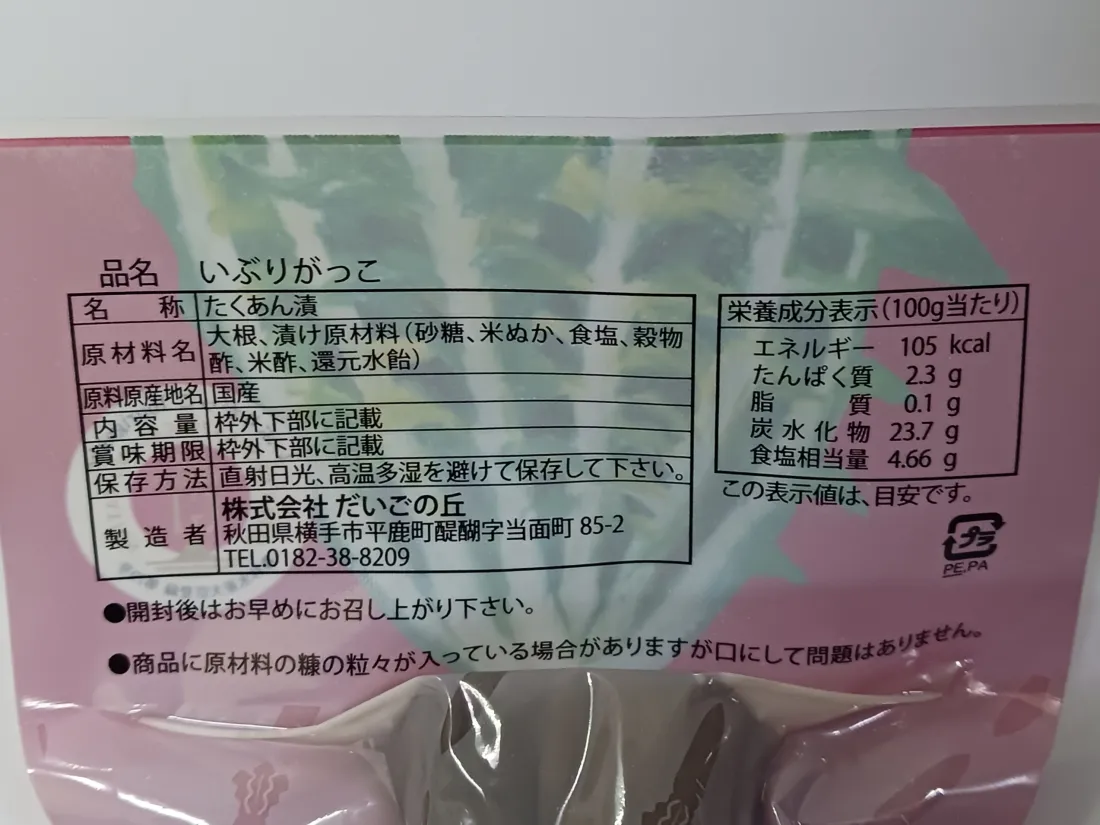 品名 いぶりがっこ
名称 たくあん漬
原材料名 大根、漬け原材料(砂糖、米ぬか、食塩、穀物
酢、米酢、還元水飴)
原料原産地名 国産
内容量 枠外下部に記載
賞味期限 枠外下部に記載
保存方法 直射日光、高温多湿を避けて保存して下さい。
製造者 株式会社 だいごの丘
秋田県横手市平鹿町醍醐字当面町 85-2
TEL.0182-38-8209
栄養成分表示(100g当たり)
エネルギー 105 kcal
たんぱく質 2.3 g
脂質 0.1 g
炭水化物 23.7 g
食塩相当量 4.66 g
この表示値は、目安です。
プラ
PE,PA
●開封後はお早めにお召し上がり下さい。
●商品に原材料の糠の粒々が入っている場合がありますが口にして問題はありません。